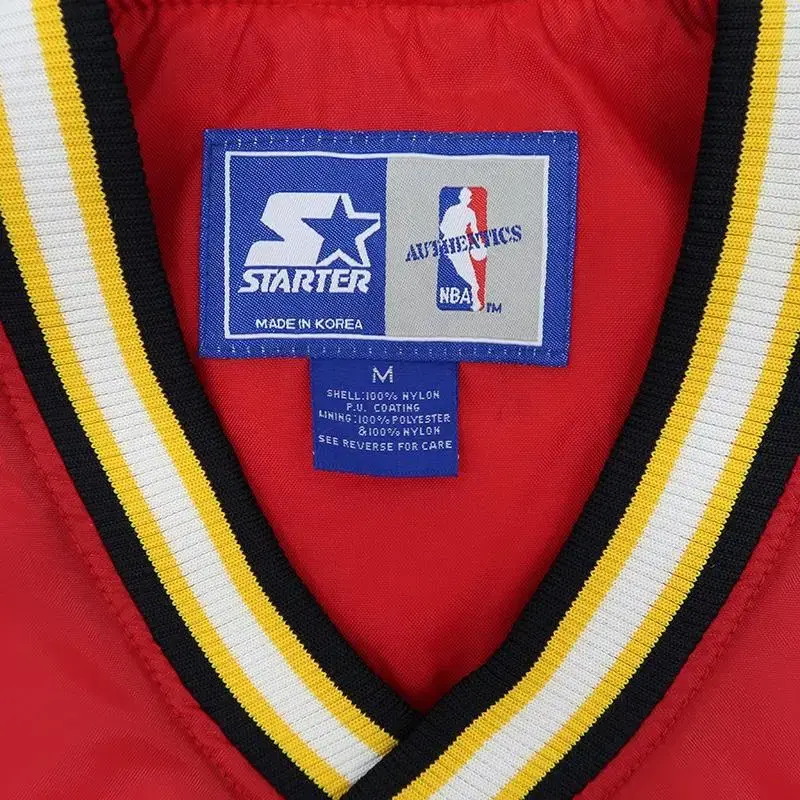 STARTER
MADE IN KOREA
AUTHENTICS
NBA
TM
M
SHELL:100% NYLON
P.U. COATING
LINING:100% POLYESTER
&100% NYLON
SEE REVERSE FOR CARE